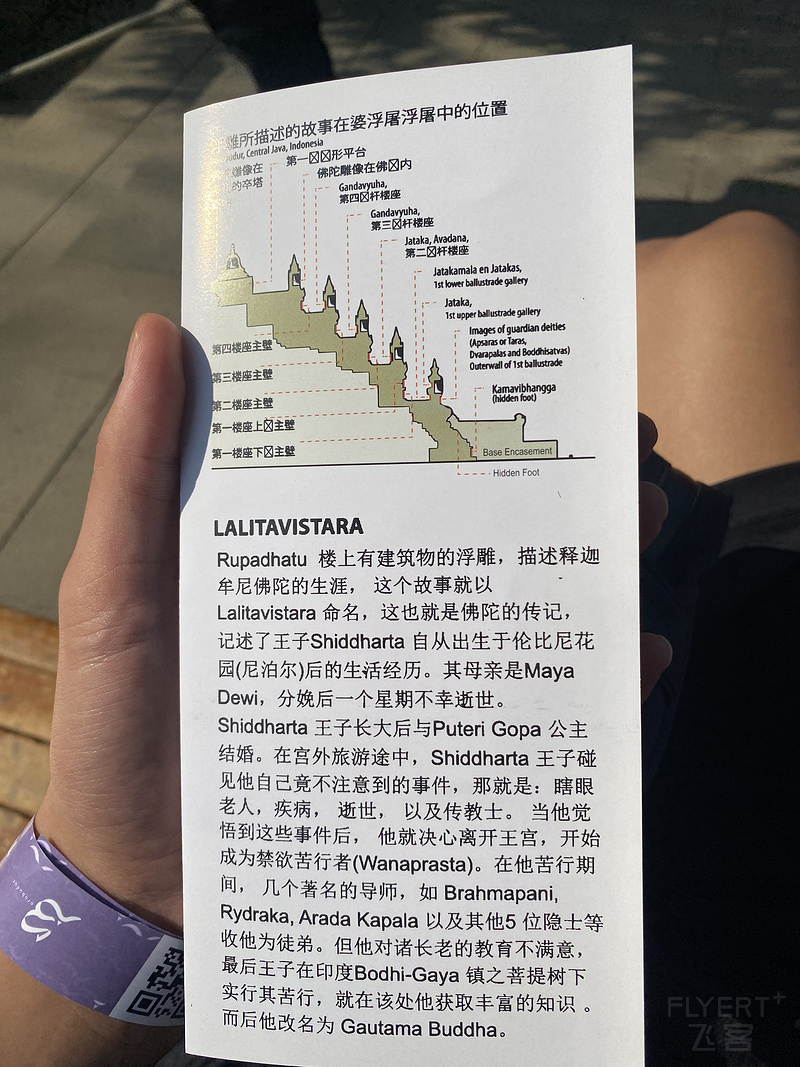 雕所描述的故事在婆浮屠浮屠中的位置
Central Java, Indonesia
雕像在
的卒塔
第一☒☒形平台
佛陀雕像在佛☒内
Gandavyuha,
第四☒杆楼座
Gandavyuha,
第三☒杆楼座
Jataka, Avadana,
第二☒杆楼座
Jatakamala en Jatakas,
1st lower ballustrade gallery
Jataka,
1st upper ballustrade gallery
Images of guardian deities
(Apsaras or Taras,
Dvarapalas and Boddhisatvas)
Outerwall of 1st ballustrade
Kamavibhangga
(hidden foot)
第四楼座主壁
第三楼座主壁
第二楼座主壁
第一楼座上☒主壁
第一楼座下☒主壁
Base Encasement
Hidden Foot
LALITAVISTARA
Rupadhatu 楼上有建筑物的浮雕，描述释迦
牟尼佛陀的生涯， 这个故事就以
Lalitavistara 命名，这也就是佛陀的传记，
记述了王子Shiddharta 自从出生于伦比尼花
园(尼泊尔)后的生活经历。其母亲是Maya
Dewi，分娩后一个星期不幸逝世。
Shiddharta 王子长大后与Puteri Gopa 公主
结婚。在宫外旅游途中，Shiddharta 王子碰
见他自己竟不注意到的事件，那就是：瞎眼
老人，疾病， 逝世， 以及传教士。 当他觉
悟到这些事件后， 他就决心离开王宫，开始
成为禁欲苦行者(Wanaprasta)。在他苦行期
间， 几个著名的导师，如 Brahmapani,
Rydraka, Arada Kapala 以及其他5 位隐士等
收他为徒弟。但他对诸长老的教育不满意，
最后王子在印度Bodhi-Gaya 镇之菩提树下
实行其苦行，就在该处他获取丰富的知识 。
而后他改名为 Gautama Buddha。
FLYERT+
飞客